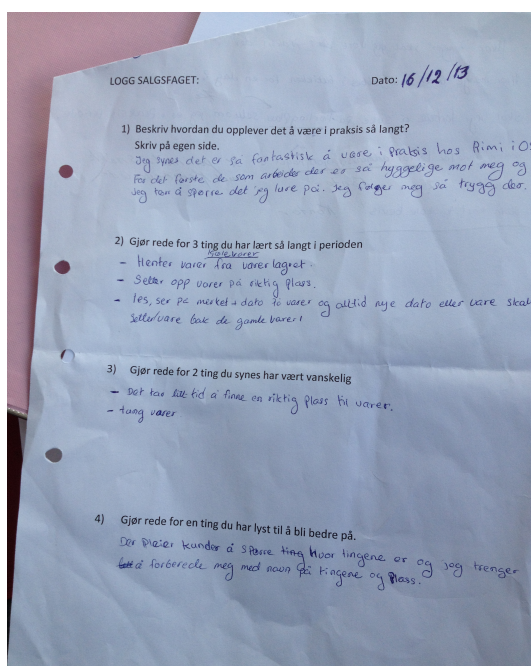 LOGG SALGSFAGET: Dato: 16/12/13
1) Beskriv hvordan du opplever det å være i praksis så langt?
Skriv på egen side.
Jeg synes det er så fantastisk å være i praksis hos Rimi i
For det første de som arbeider der er så hyggelige mot meg og
jeg tør å spørre det jeg lure på. Jeg føler meg så trygg der.
2) Gjør rede for 3 ting du har lært så langt i perioden
- Henter varer fra varer lagret.
- Setter opp varer på riktig plass.
- les, ser på merket + dato til varer og alltid nye dato eller vare skal
være bak de gamle varer!
3) Gjør rede for 2 ting du synes har vært vanskelig
- Det tar litt tid å finne en riktig plass til varer.
- tung varer
4) Gjør rede for en ting du har lyst til å bli bedre på.
Der pleier kunder å spørre ting hvor tingene er og jeg trenger
å forberede meg med navn på tingene og plass.